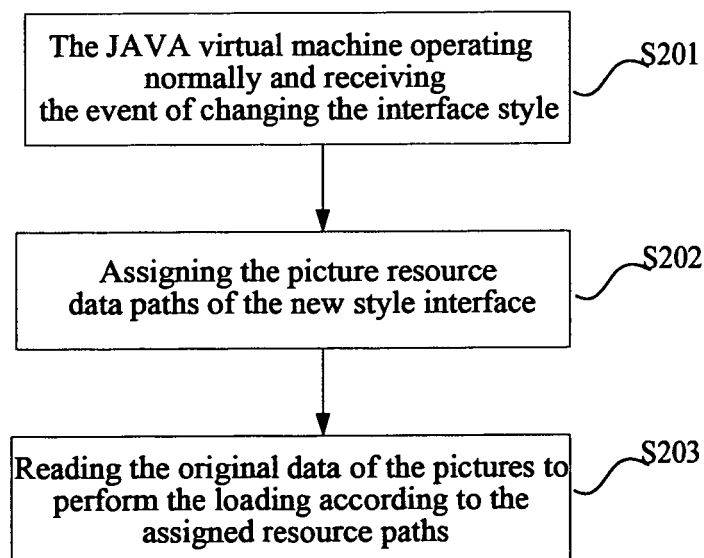 The JAVA virtual machine operating
normally and receiving
the event of changing the interface style
S201
Assigning the picture resource
data paths of the new style interface
S202
Reading the original data of the pictures to
perform the loading according to the
assigned resource paths
S203